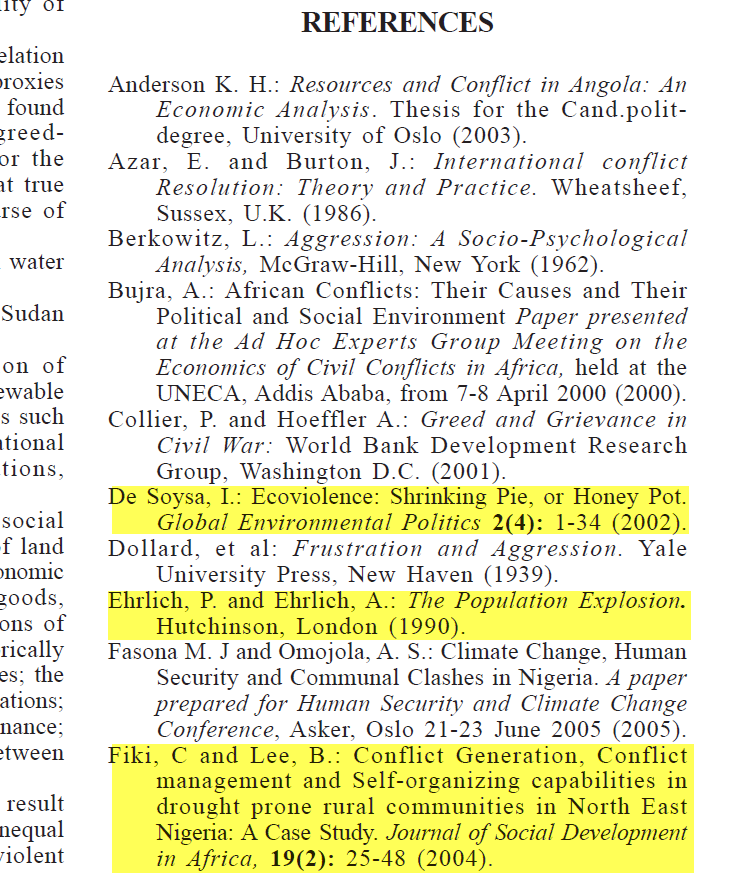 ity of
elation
proxies
found
greed-
or the
at true
rse of
water
Sudan
on of
ewable
s such
ational
tions,
social
of land
onomic
goods,
ons of
rically
es; the
ations;
nance;
etween
result
nequal
violent
REFERENCES
Anderson K. H.: Resources and Conflict in Angola: An
Economic Analysis. Thesis for the Cand.polit-
degree, University of Oslo (2003).
Azar, E. and Burton, J.: International conflict
Resolution: Theory and Practice. Wheatsheef,
Sussex, U.K. (1986).
Berkowitz, L.: Aggression: A Socio-Psychological
Analysis, McGraw-Hill, New York (1962).
Bujra, A.: African Conflicts: Their Causes and Their
Political and Social Environment Paper presented
at the Ad Hoc Experts Group Meeting on the
Economics of Civil Conflicts in Africa, held at the
UNECA, Addis Ababa, from 7-8 April 2000 (2000).
Collier, P. and Hoeffler A.: Greed and Grievance in
Civil War: World Bank Development Research
Group, Washington D.C. (2001).
De Soysa, I.: Ecoviolence: Shrinking Pie, or Honey Pot.
Global Environmental Politics 2(4): 1-34 (2002).
Dollard, et al: Frustration and Aggression. Yale
University Press, New Haven (1939).
Ehrlich, P. and Ehrlich, A.: The Population Explosion.
Hutchinson, London (1990).
Fasona M. J and Omojola, A. S.: Climate Change, Human
Security and Communal Clashes in Nigeria. A paper
prepared for Human Security and Climate Change
Conference, Asker, Oslo 21-23 June 2005 (2005).
Fiki, C and Lee, B.: Conflict Generation, Conflict
management and Self-organizing capabilities in
drought prone rural communities in North East
Nigeria: A Case Study. Journal of Social Development
in Africa, 19(2): 25-48 (2004).